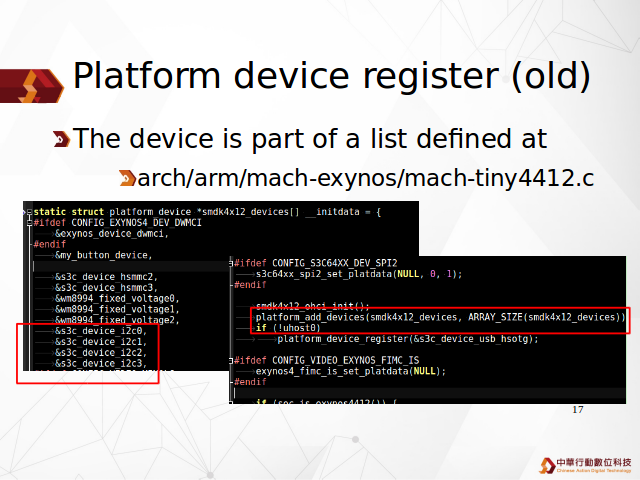 Platform device register (old)
The device is part of a list defined at
arch/arm/mach-exynos/mach-tiny4412.c
static struct platform_device *smdk4x12_devices[] __initdata = {
#ifdef CONFIG_EXYNOS4_DEV_DWMCI
&exynos_device_dwmci,
#endif
&my_button_device,
&s3c_device_hsmmc2,
&s3c_device_hsmmc3,
&wm8994_fixed_voltage0,
&wm8994_fixed_voltage1,
&wm8994_fixed_voltage2,
&s3c_device_i2c0,
&s3c_device_i2c1,
&s3c_device_i2c2,
&s3c_device_i2c3,
#ifdef CONFIG_S3C64XX_DEV_SPI2
s3c64xx_spi2_set_platdata(NULL, 0, 1);
#endif
smdk4x12_ohci_init();
platform_add_devices(smdk4x12_devices, ARRAY_SIZE(smdk4x12_devices))
if (!uhost0)
platform_device_register(&s3c_device_usb_hsotg);
#ifdef CONFIG_VIDEO_EXYNOS_FIMC_IS
exynos4_fimc_is_set_platdata(NULL);
#endif
if (soc_is_exynos4412()) {
17
中華行動數位科技
Chinese Action Digital Technology